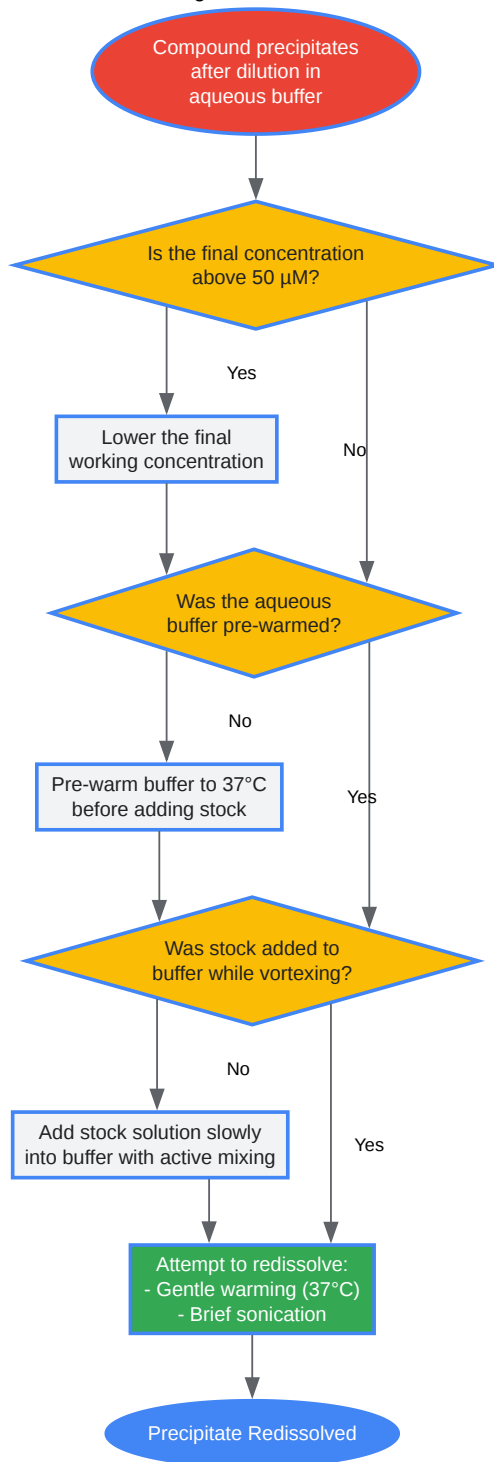 Compound precipitates
after dilution in
aqueous buffer
Is the final concentration
above 50 µM?
Yes
Lower the final
working concentration
No
Was the aqueous
buffer pre-warmed?
No
Pre-warm buffer to 37°C
before adding stock
Yes
Was stock added to
buffer while vortexing?
No
Add stock solution slowly
into buffer with active mixing
Yes
Attempt to redissolve:
- Gentle warming (37°C)
- Brief sonication
Precipitate Redissolved